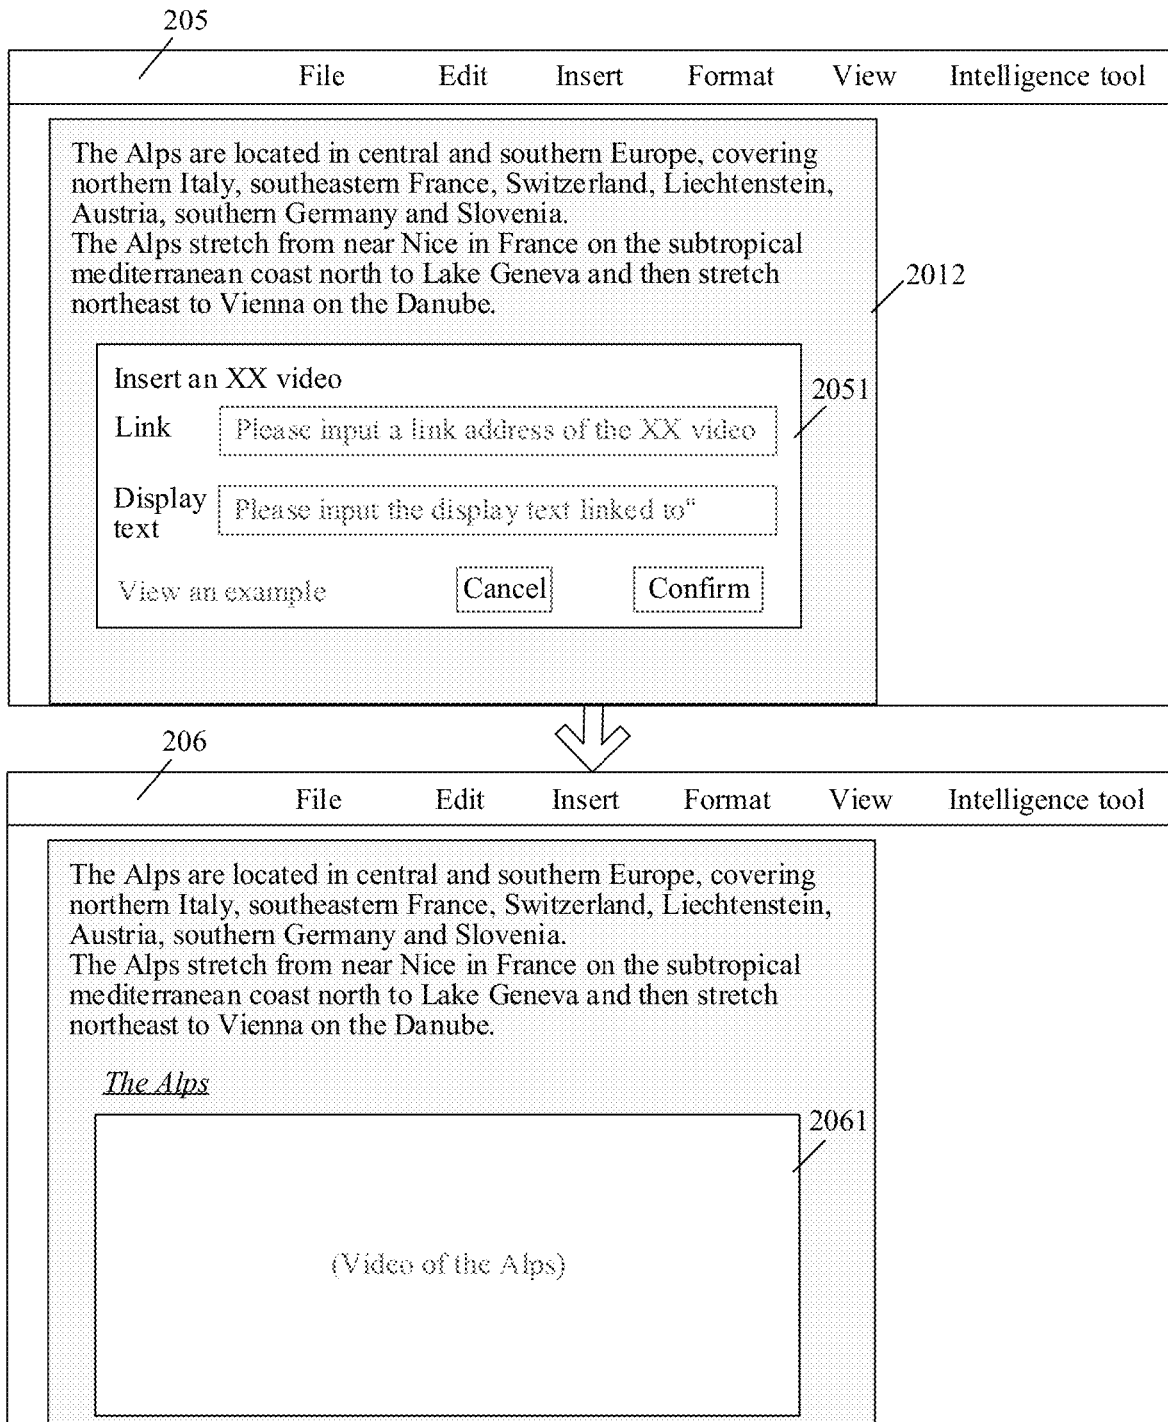 205
File Edit Insert Format View Intelligence tool
The Alps are located in central and southern Europe, covering
northern Italy, southeastern France, Switzerland, Liechtenstein,
Austria, southern Germany and Slovenia.
The Alps stretch from near Nice in France on the subtropical
mediterranean coast north to Lake Geneva and then stretch
northeast to Vienna on the Danube.
2012
Insert an XX video
2051
Link Please input a link address of the XX video
Display
text
Please input the display text linked to“
View an example Cancel Confirm
206
File Edit Insert Format View Intelligence tool
The Alps are located in central and southern Europe, covering
northern Italy, southeastern France, Switzerland, Liechtenstein,
Austria, southern Germany and Slovenia.
The Alps stretch from near Nice in France on the subtropical
mediterranean coast north to Lake Geneva and then stretch
northeast to Vienna on the Danube.
The Alps
2061
(Video of the Alps)